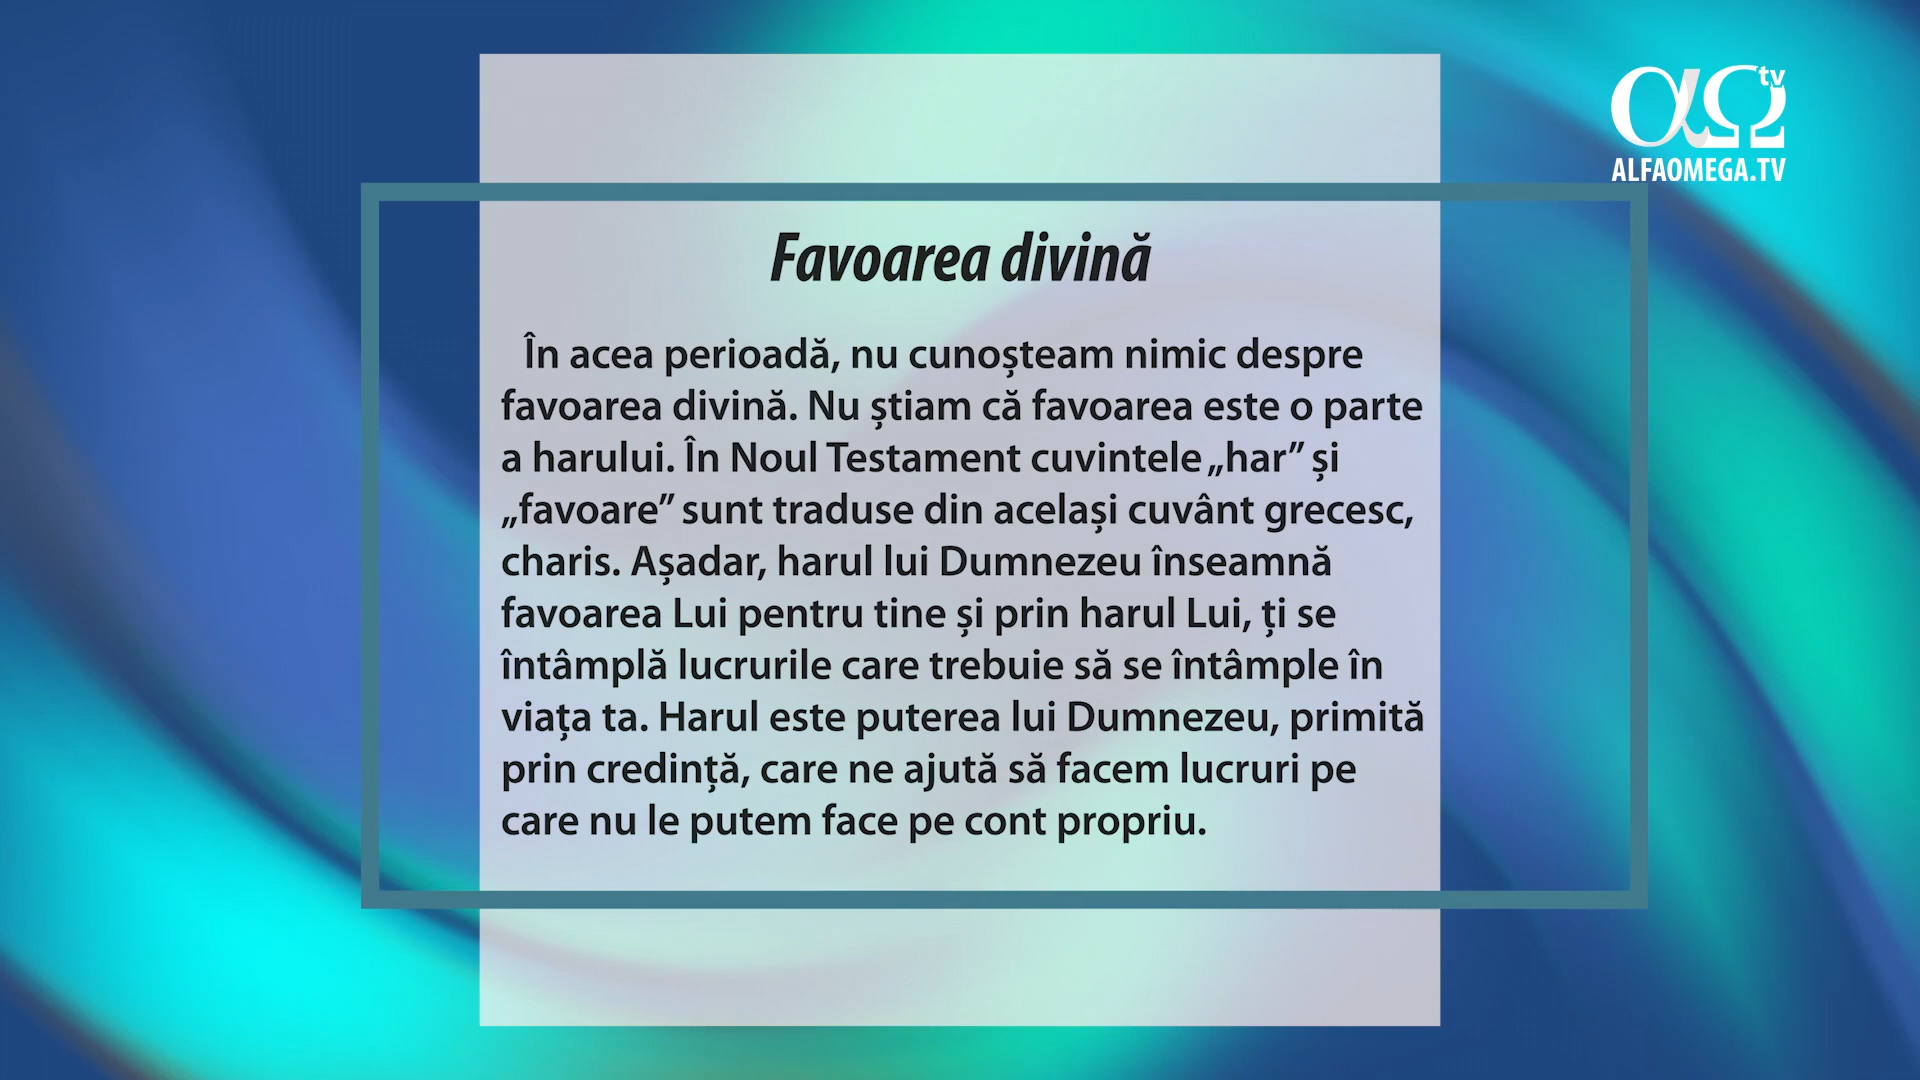 tv
ALFAOMEGA.TV
Favoarea divină
În acea perioadă, nu cunoșteam nimic despre
favoarea divină. Nu știam că favoarea este o parte
a harului. În Noul Testament cuvintele „har” și
„favoare” sunt traduse din același cuvânt grecesc,
charis. Așadar, harul lui Dumnezeu înseamnă
favoarea Lui pentru tine și prin harul Lui, ți se
întâmplă lucrurile care trebuie să se întâmple în
viața ta. Harul este puterea lui Dumnezeu, primită
prin credință, care ne ajută să facem lucruri pe
care nu le putem face pe cont propriu.